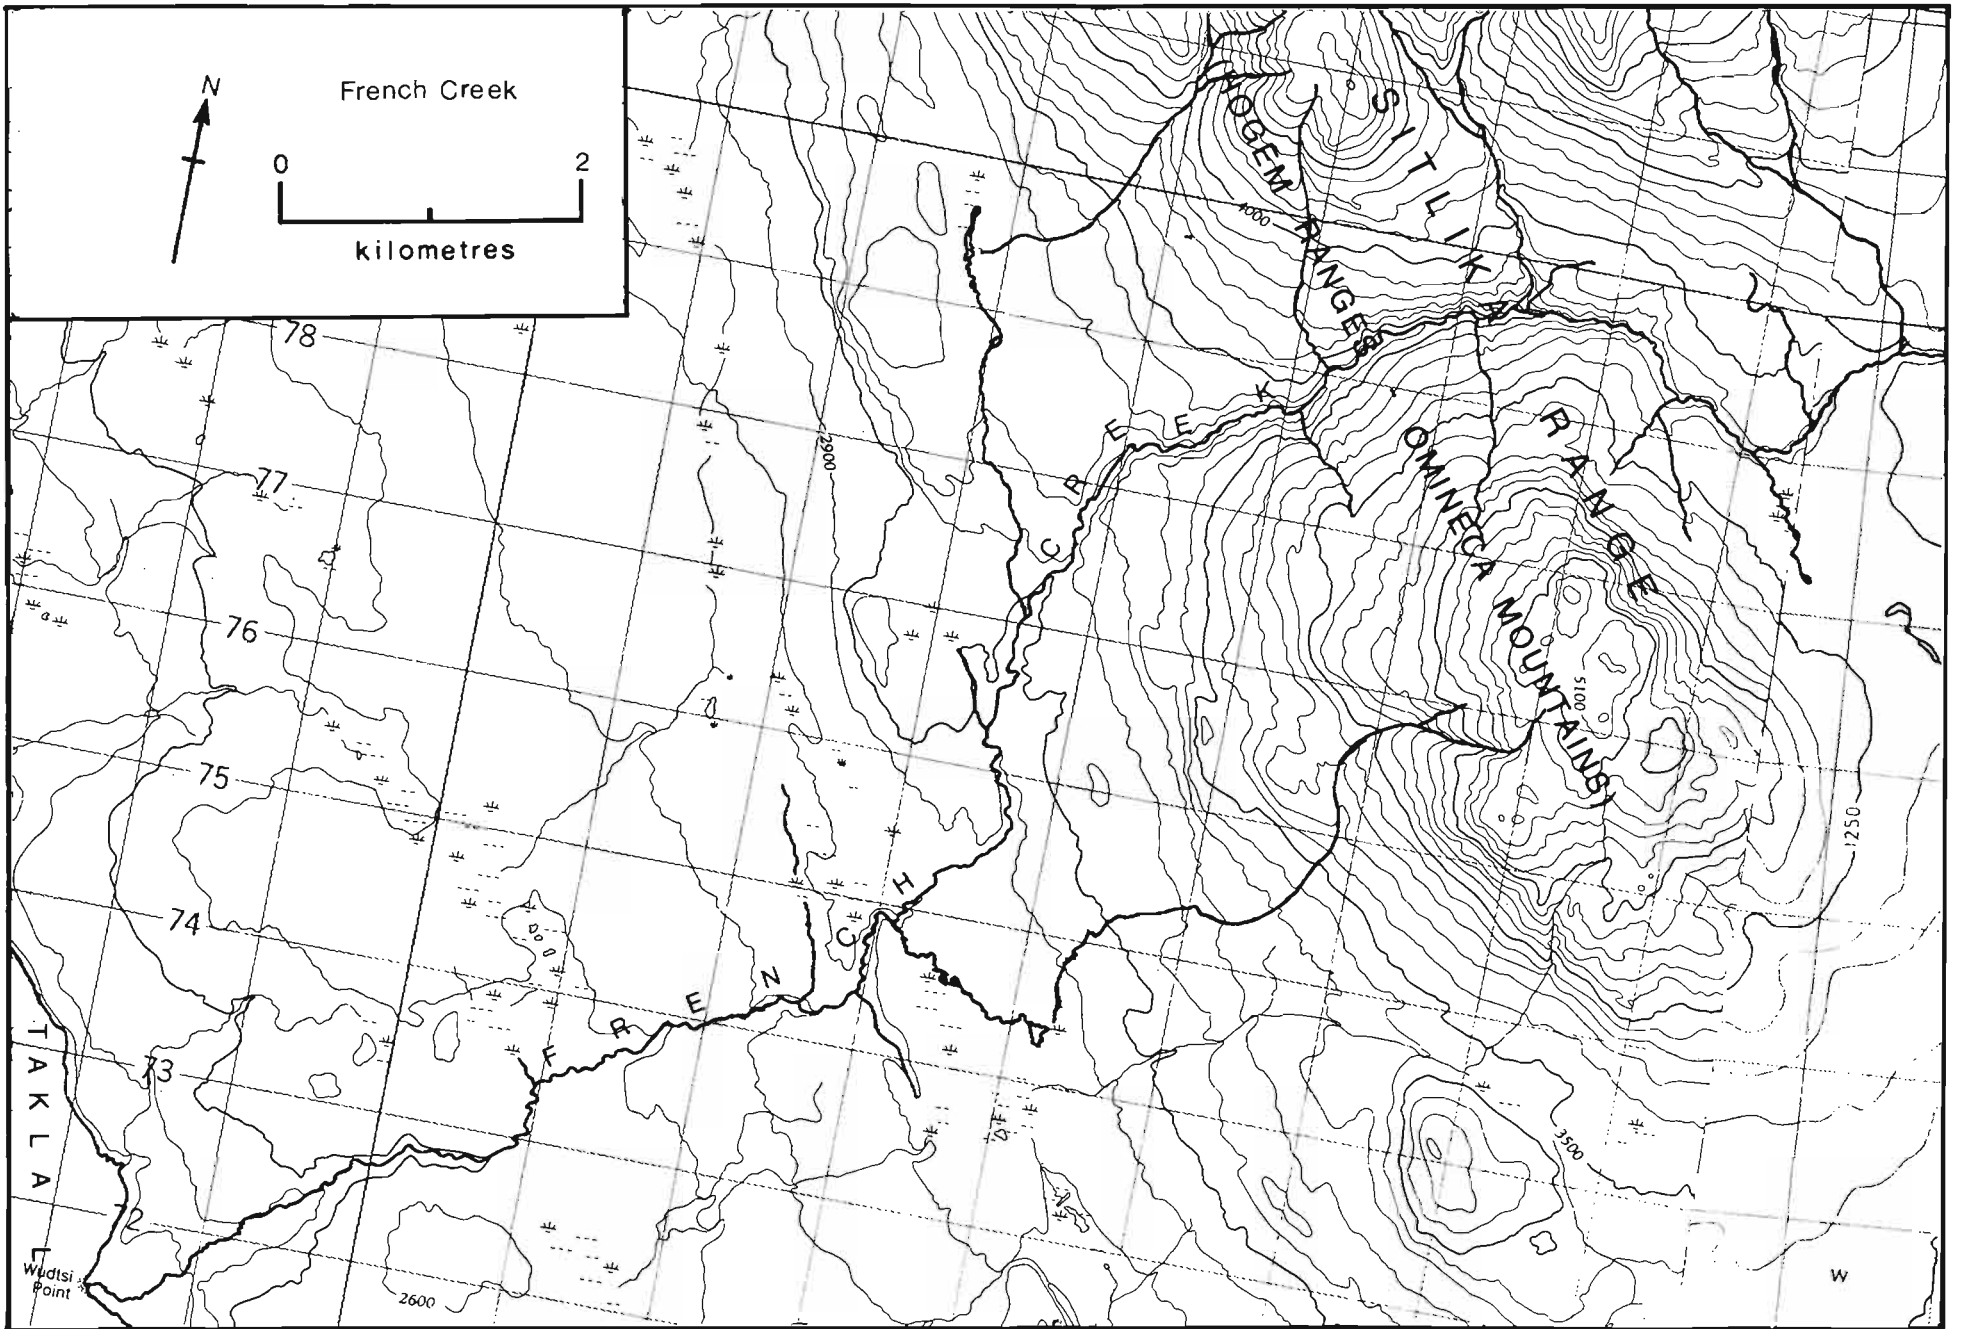 N
French Creek
0 2
kilometres
HOGEM RANGES
SITLIKA
RANGE
4000
78
2900
77
76
75
74
73
2
OMINECA MOUNTAINS)
5100
1250
3500
2600
FRENCH CREEK
TAKLA L
Wudtsi
Point
W